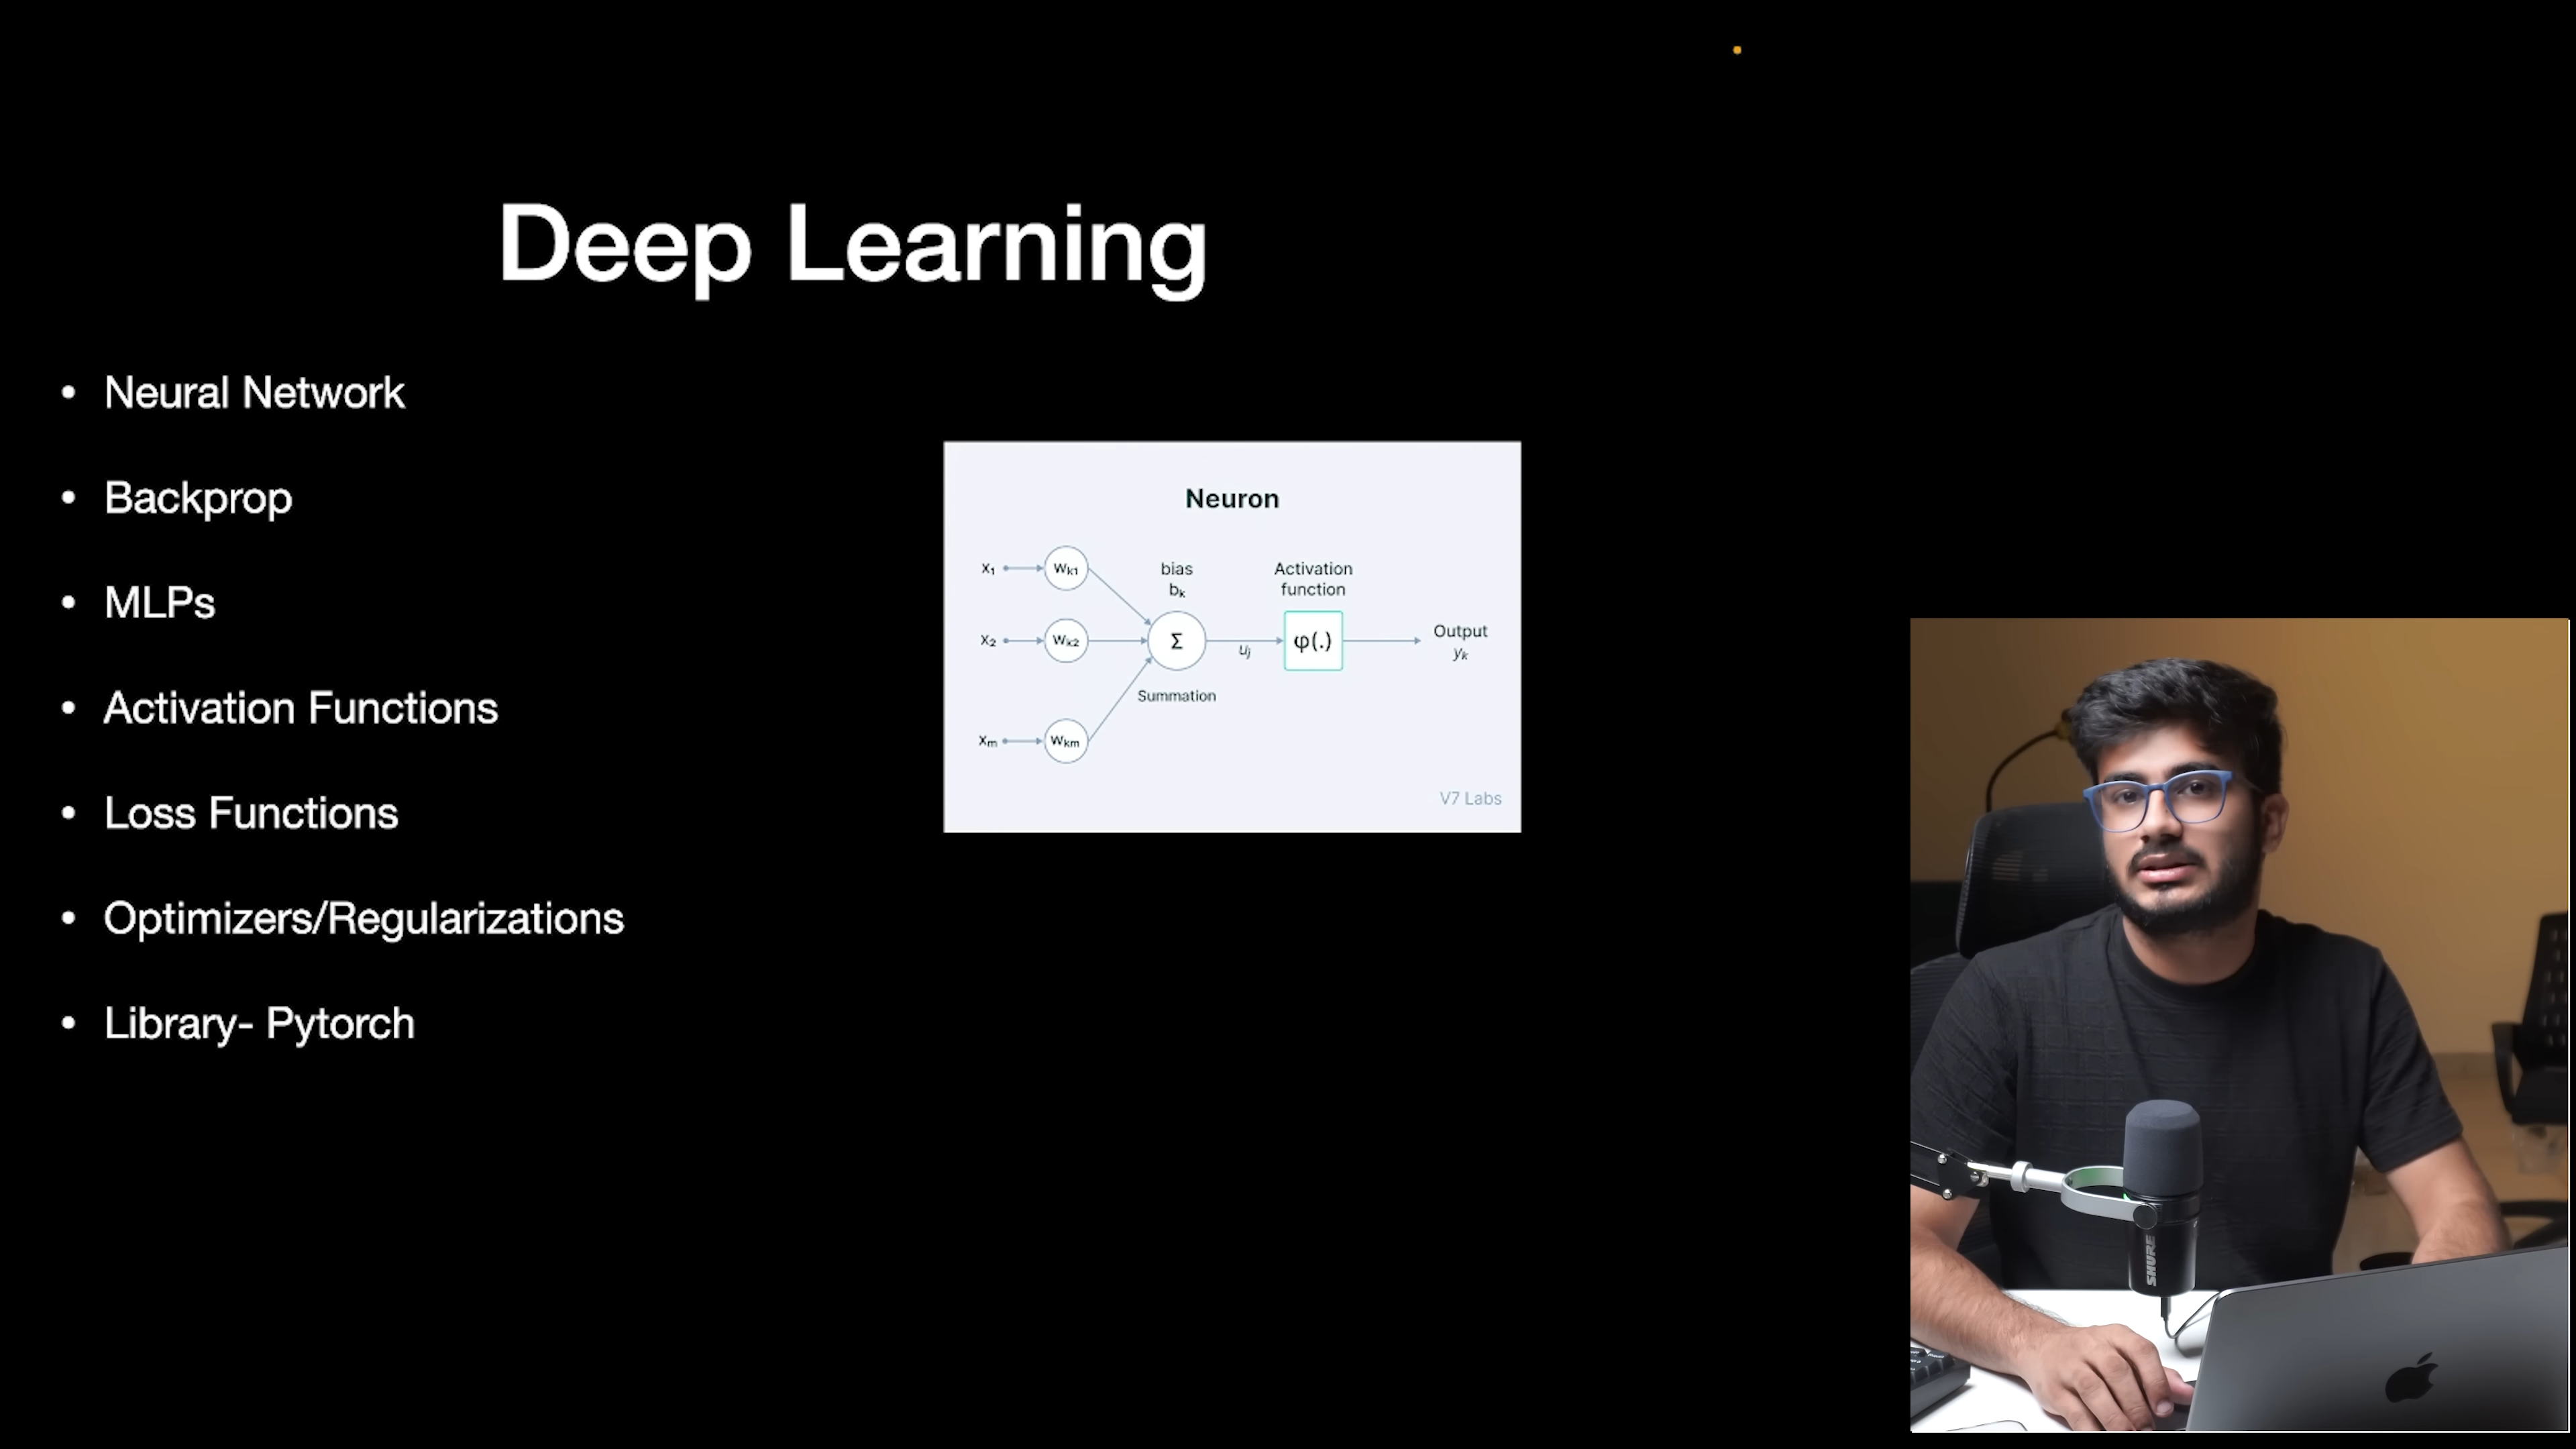 Deep Learning
• Neural Network
• Backprop
• MLPs
• Activation Functions
• Loss Functions
• Optimizers/Regularizations
• Library- Pytorch
Neuron
x₁
wₖ₁
bias
bₖ
Activation
function
x₂
wₖ₂
Σ
uⱼ
φ(.)
Output
yₖ
Summation
xₘ
wₖₘ
V7 Labs
SHURE